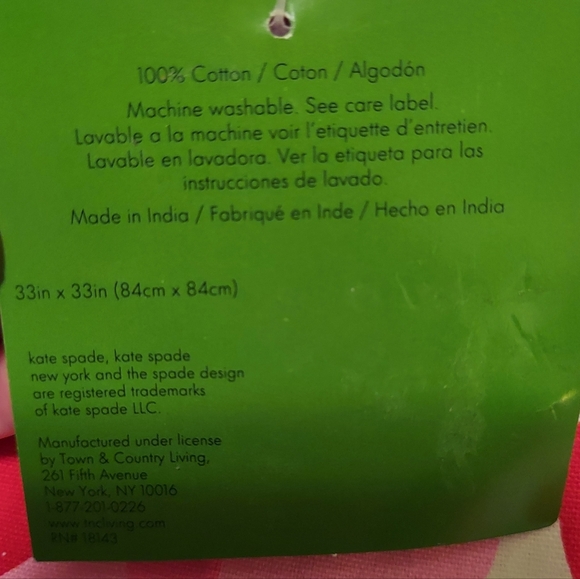 100% Cotton / Coton / Algodón
Machine washable. See care label.
Lavable a la machine voir l'etiquette d'entretien.
Lavable en lavadora. Ver la etiqueta para las
instrucciones de lavado.
Made in India / Fabriqué en Inde / Hecho en India
33in x 33in (84cm x 84cm)
kate spade, kate spade
new york and the spade design
are registered trademarks
of kate spade LLC.
Manufactured under license
by Town & Country Living,
261 Fifth Avenue
New York, NY 10016
1-877-201-0226
www.tncliving.com
RN# 18143